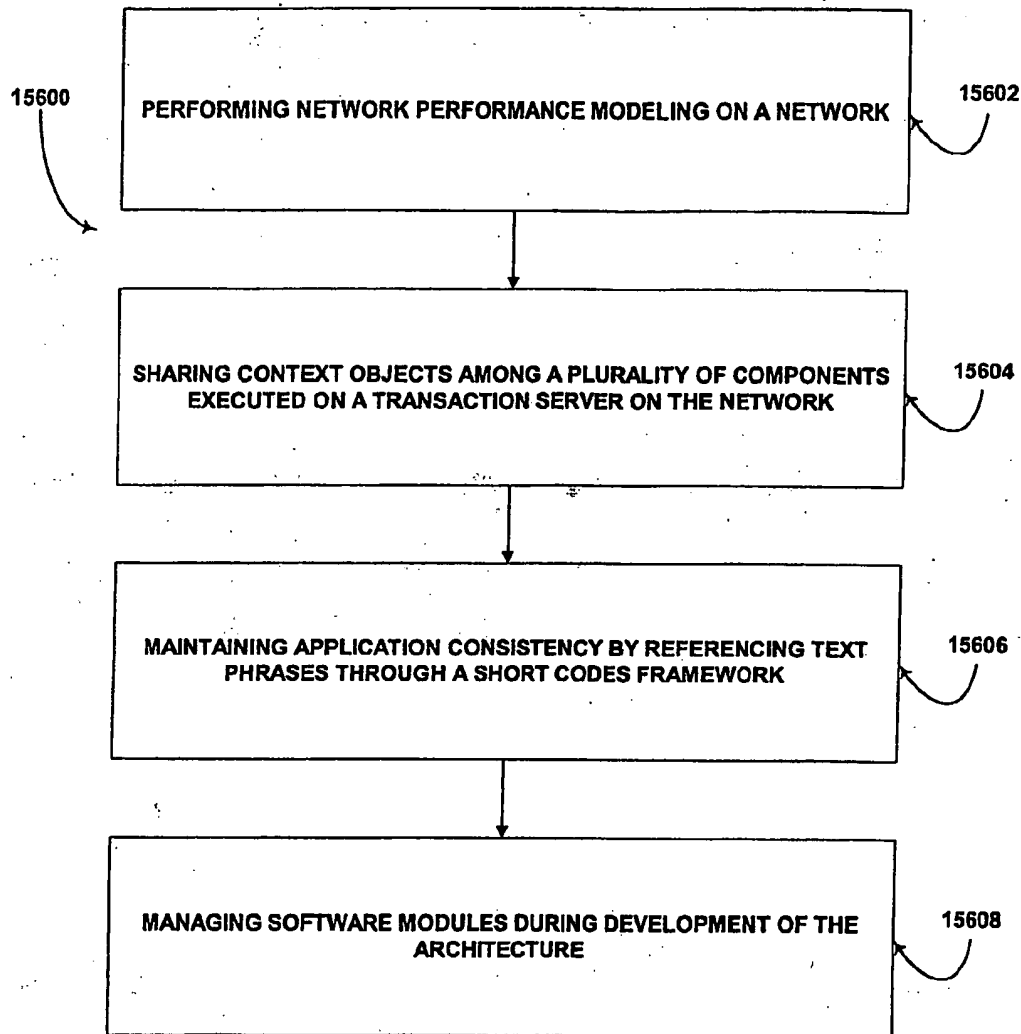 15600
PERFORMING NETWORK PERFORMANCE MODELING ON A NETWORK
15602
SHARING CONTEXT OBJECTS AMONG A PLURALITY OF COMPONENTS
EXECUTED ON A TRANSACTION SERVER ON THE NETWORK
15604
MAINTAINING APPLICATION CONSISTENCY BY REFERENCING TEXT
PHRASES THROUGH A SHORT CODES FRAMEWORK
15606
MANAGING SOFTWARE MODULES DURING DEVELOPMENT OF THE
ARCHITECTURE
15608